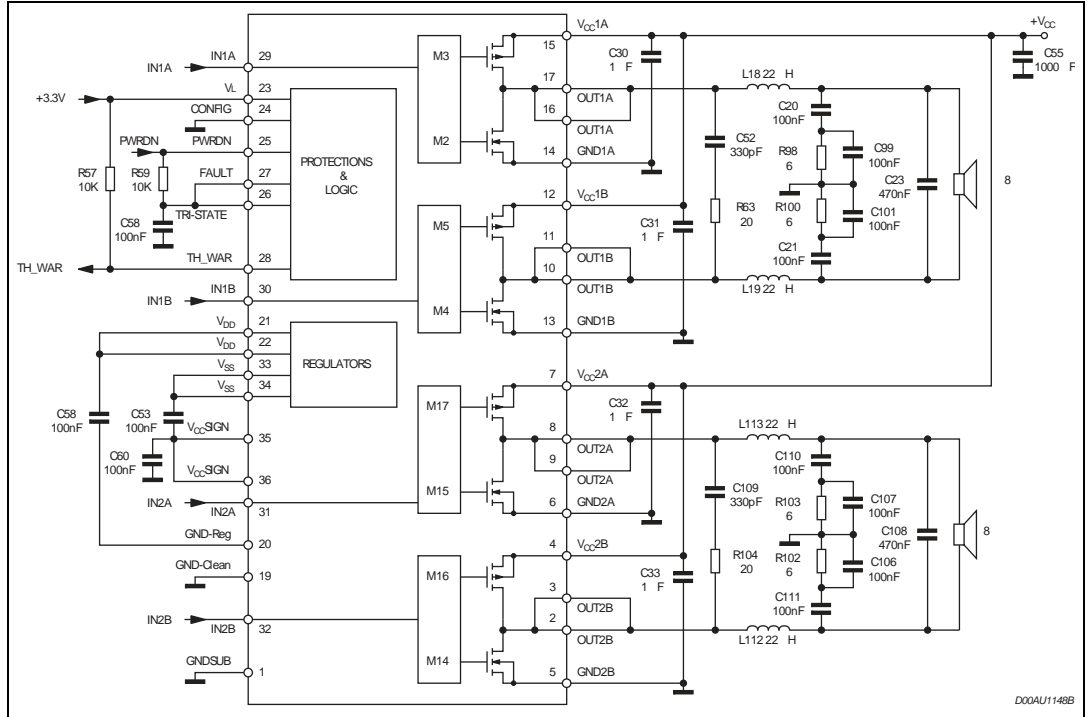 VCC1A
+VCC
15
M3
C30
1 F
C55
1000 F
IN1A
IN1A
29
17
OUT1A
16
OUT1A
L18 22 H
+3.3V
VL
23
CONFIG
24
C20
100nF
PWRDN
PWRDN
25
M2
14
GND1A
C52
330pF
R98
6
C99
100nF
R57
10K
R59
10K
FAULT
27
26
TRI-STATE
PROTECTIONS
&
LOGIC
12
VCC1B
C23
470nF
8
C58
100nF
M5
C31
1 F
R63
20
R100
6
C101
100nF
11
OUT1B
10
OUT1B
C21
100nF
TH_WAR
TH_WAR
28
L19 22 H
IN1B
IN1B
30
M4
13
GND1B
VDD
21
VDD
22
VSS
33
VSS
34
REGULATORS
7
VCC2A
C58
100nF
C53
100nF
M17
C32
1 F
L113 22 H
VCCSIGN
35
8
OUT2A
9
OUT2A
C60
100nF
VCCSIGN
36
C110
100nF
IN2A
IN2A
31
M15
6
GND2A
C109
330pF
R103
6
C107
100nF
GND-Reg
20
4
VCC2B
C108
470nF
8
GND-Clean
19
M16
C33
1 F
R104
20
R102
6
C106
100nF
3
OUT2B
2
OUT2B
C111
100nF
IN2B
IN2B
32
L112 22 H
GNDSUB
1
M14
5
GND2B
D00AU1148B